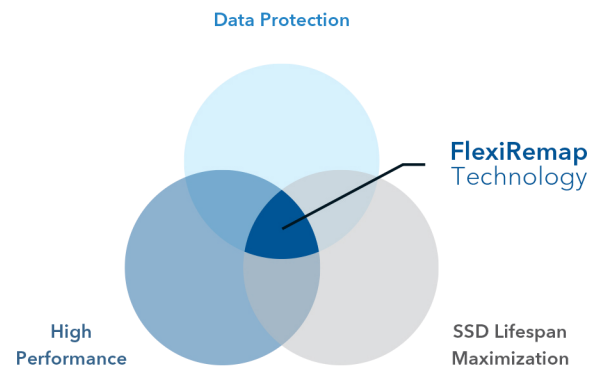 Data Protection
FlexiRemap
Technology
High
Performance
SSD Lifespan
Maximization